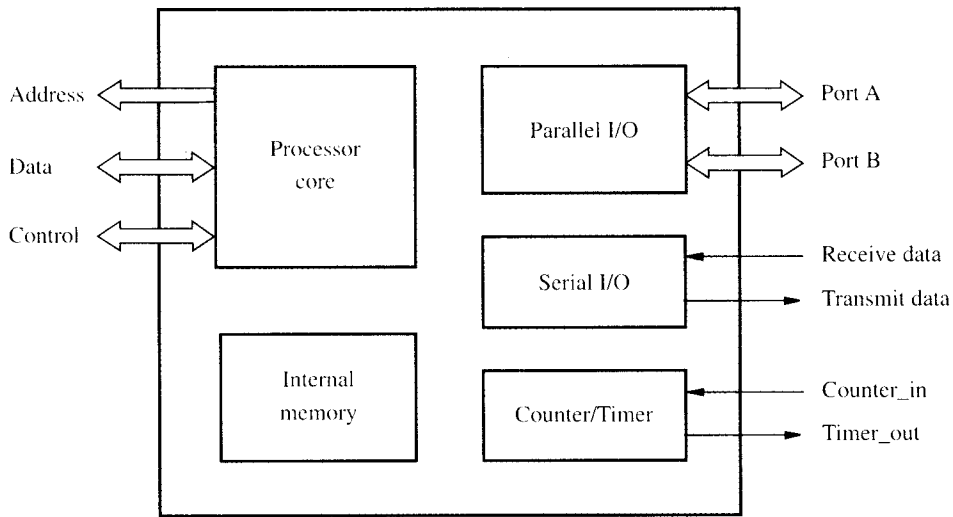 Address
Data
Control
Processor
core
Internal
memory
Parallel I/O
Serial I/O
Counter/Timer
Port A
Port B
Receive data
Transmit data
Counter_in
Timer_out